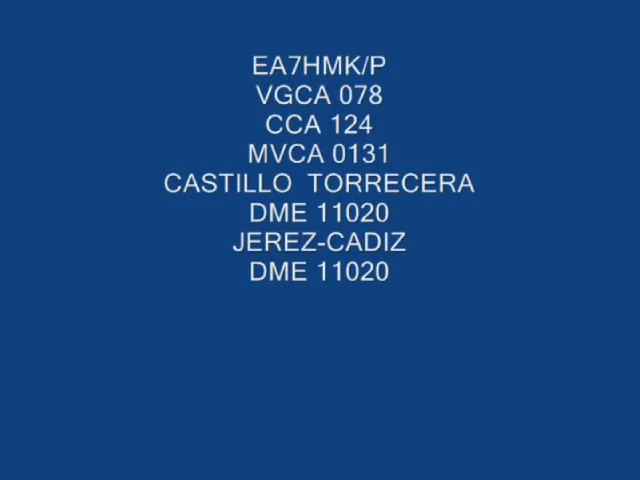 EA7HMK/P
VGCA 078
CCA 124
MVCA 0131
CASTILLO TORRECERA
DME 11020
JEREZ-CADIZ
DME 11020